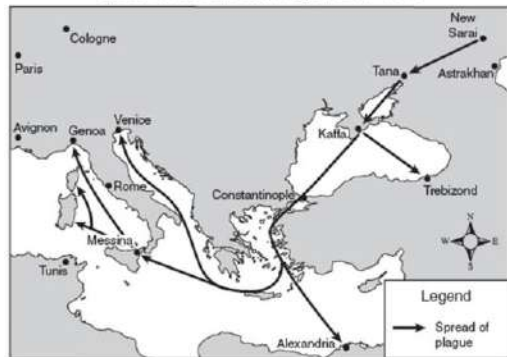 New
Sarai
Cologne
Paris
Tana
Astrakhan
Avignon
Genoa
Venice
Kaffa
Rome
Constantinople
Trebizond
Messina
Tunis
Alexandria
N
W
E
S
Legend
Spread of
plague